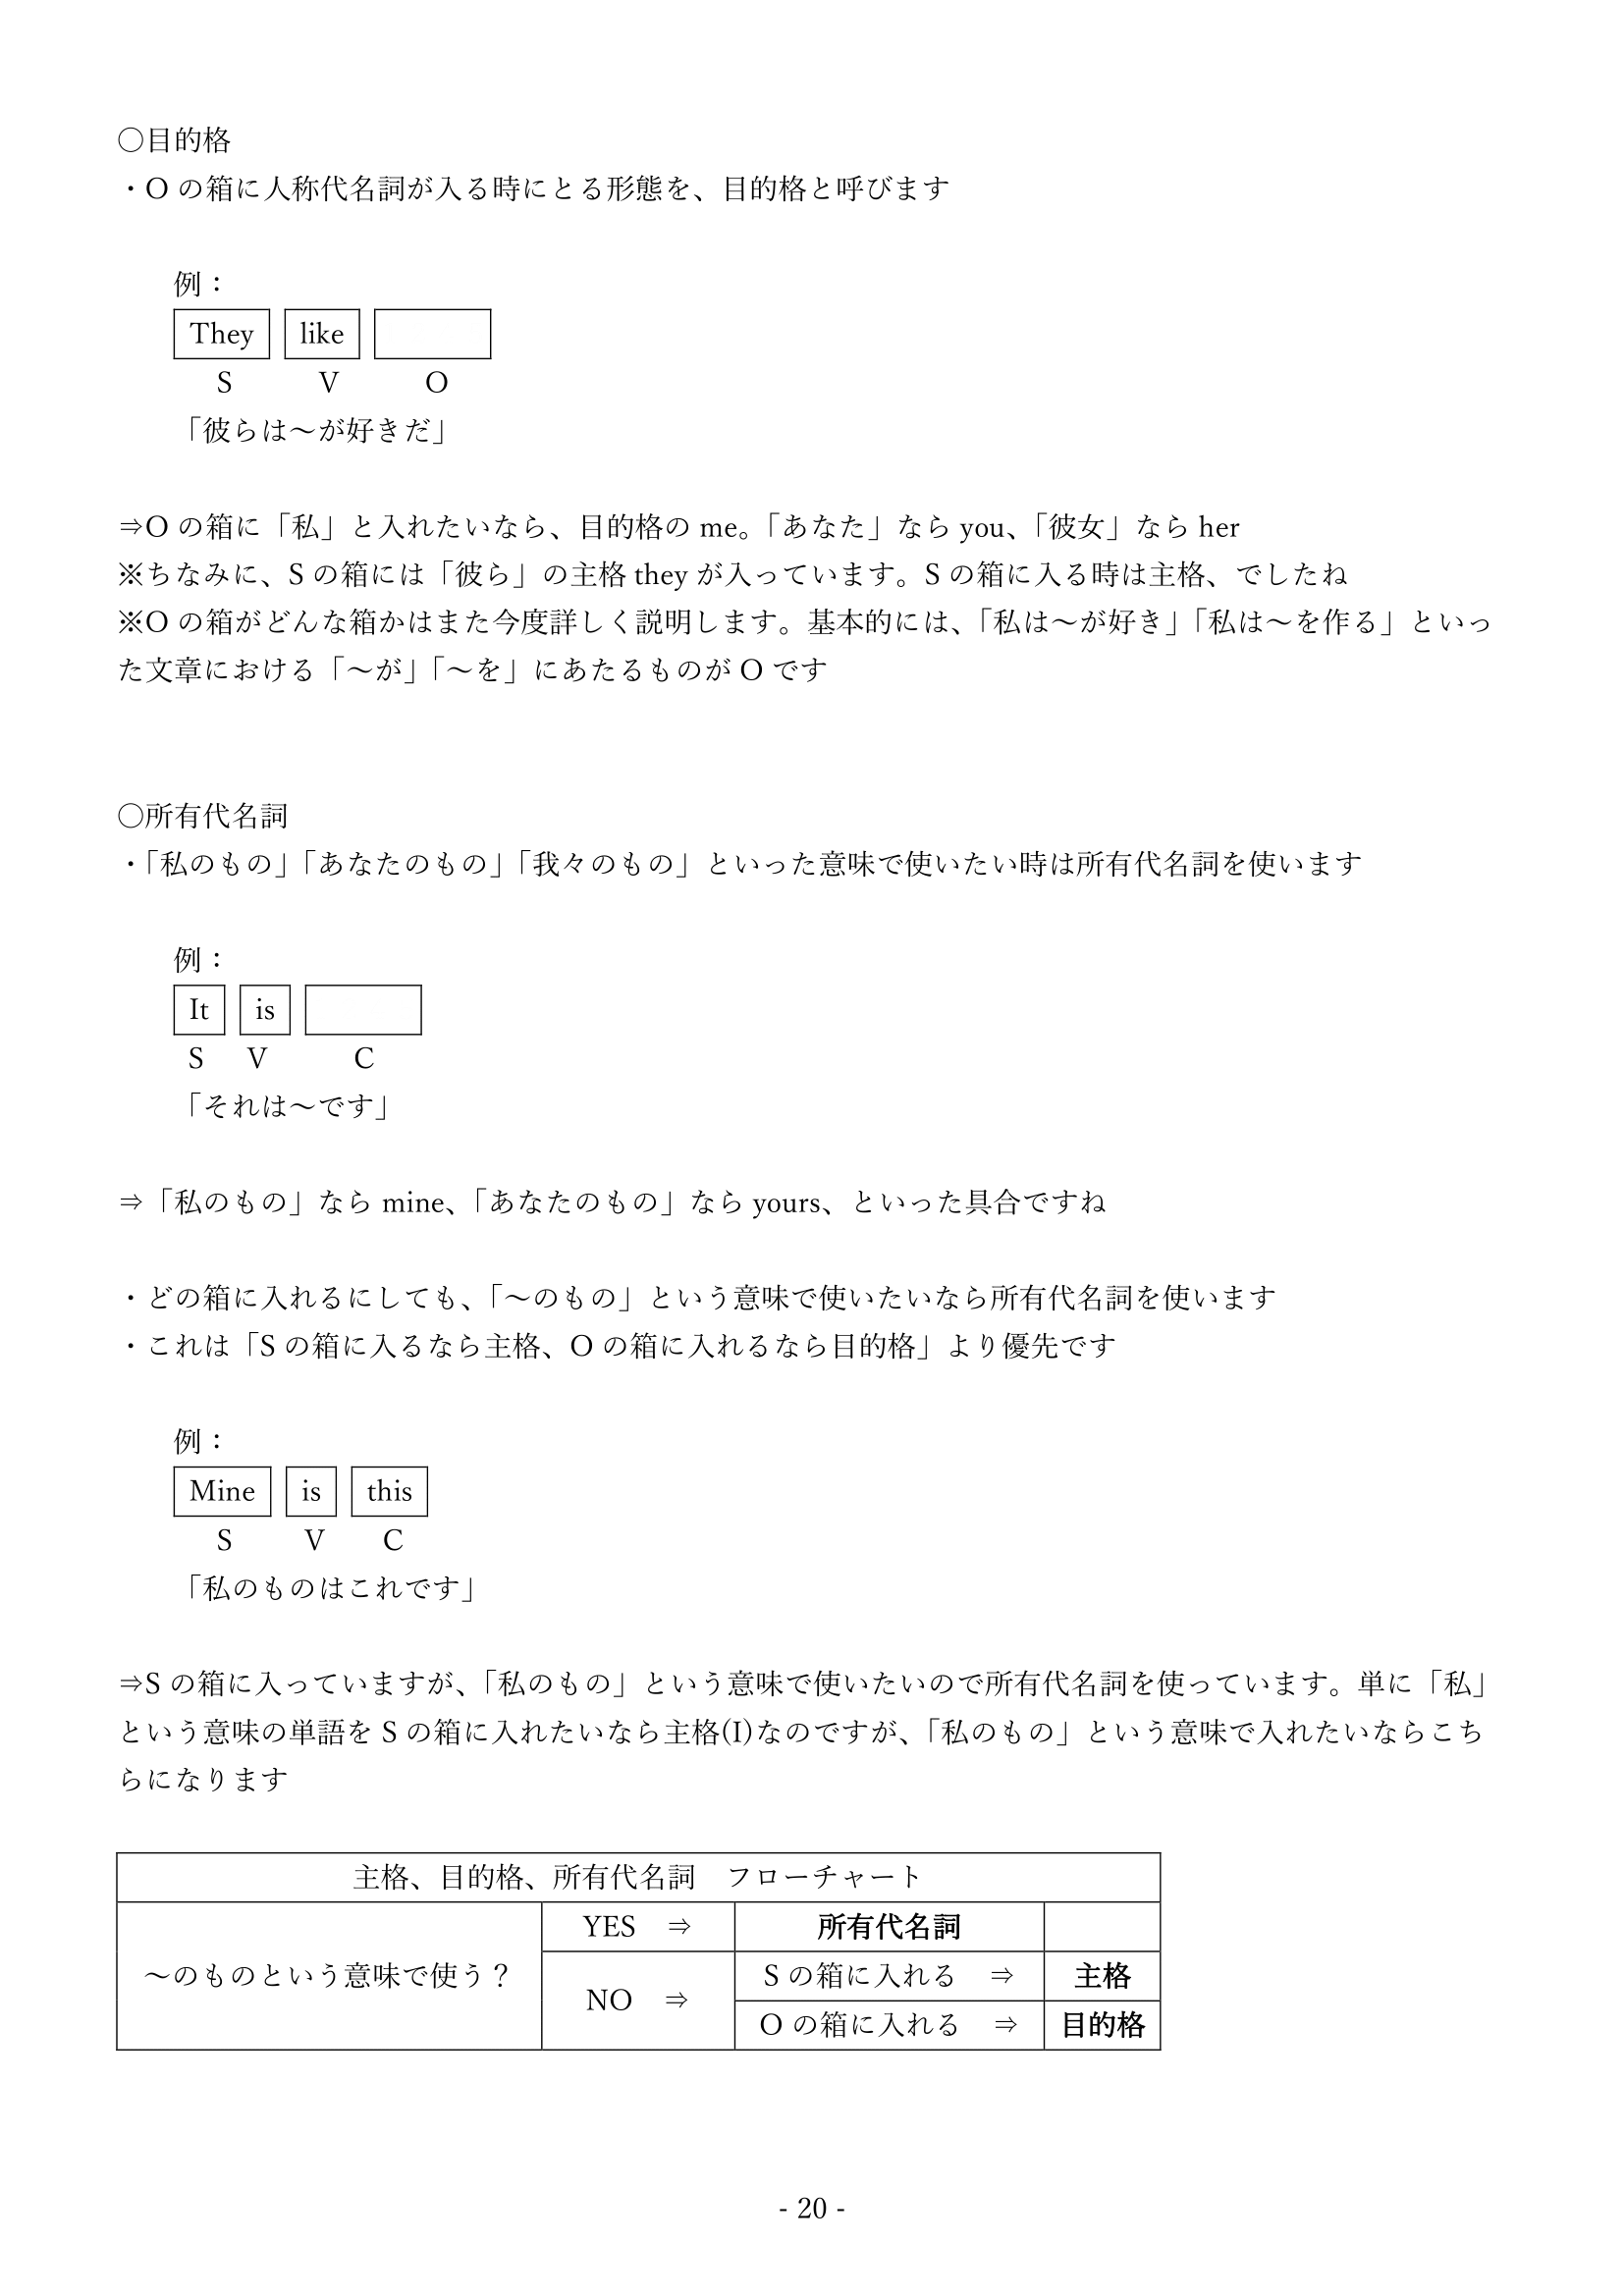 〇目的格
・O の箱に人称代名詞が入る時にとる形態を、目的格と呼びます
例：
They like
S V O
「彼らは～が好きだ」
⇒O の箱に「私」と入れたいなら、目的格の me。「あなた」なら you、「彼女」なら her
※ちなみに、S の箱には「彼ら」の主格 they が入っています。S の箱に入る時は主格、でしたね
※O の箱がどんな箱かはまた今度詳しく説明します。基本的には、「私は～が好き」「私は～を作る」といっ
た文章における「～が」「～を」にあたるものが O です
〇所有代名詞
・「私のもの」「あなたのもの」「我々のもの」といった意味で使いたい時は所有代名詞を使います
例：
It is
S V C
「それは～です」
⇒「私のもの」なら mine、「あなたのもの」なら yours、といった具合ですね
・どの箱に入れるにしても、「～のもの」という意味で使いたいなら所有代名詞を使います
・これは「S の箱に入るなら主格、O の箱に入れるなら目的格」より優先です
例：
Mine is this
S V C
「私のものはこれです」
⇒S の箱に入っていますが、「私のもの」という意味で使いたいので所有代名詞を使っています。単に「私」
という意味の単語を S の箱に入れたいなら主格(I)なのですが、「私のもの」という意味で入れたいならこち
らになります
主格、目的格、所有代名詞　フローチャート
～のものという意味で使う？
YES ⇒ 所有代名詞
NO ⇒
S の箱に入れる ⇒ 主格
O の箱に入れる ⇒ 目的格
- 20 -